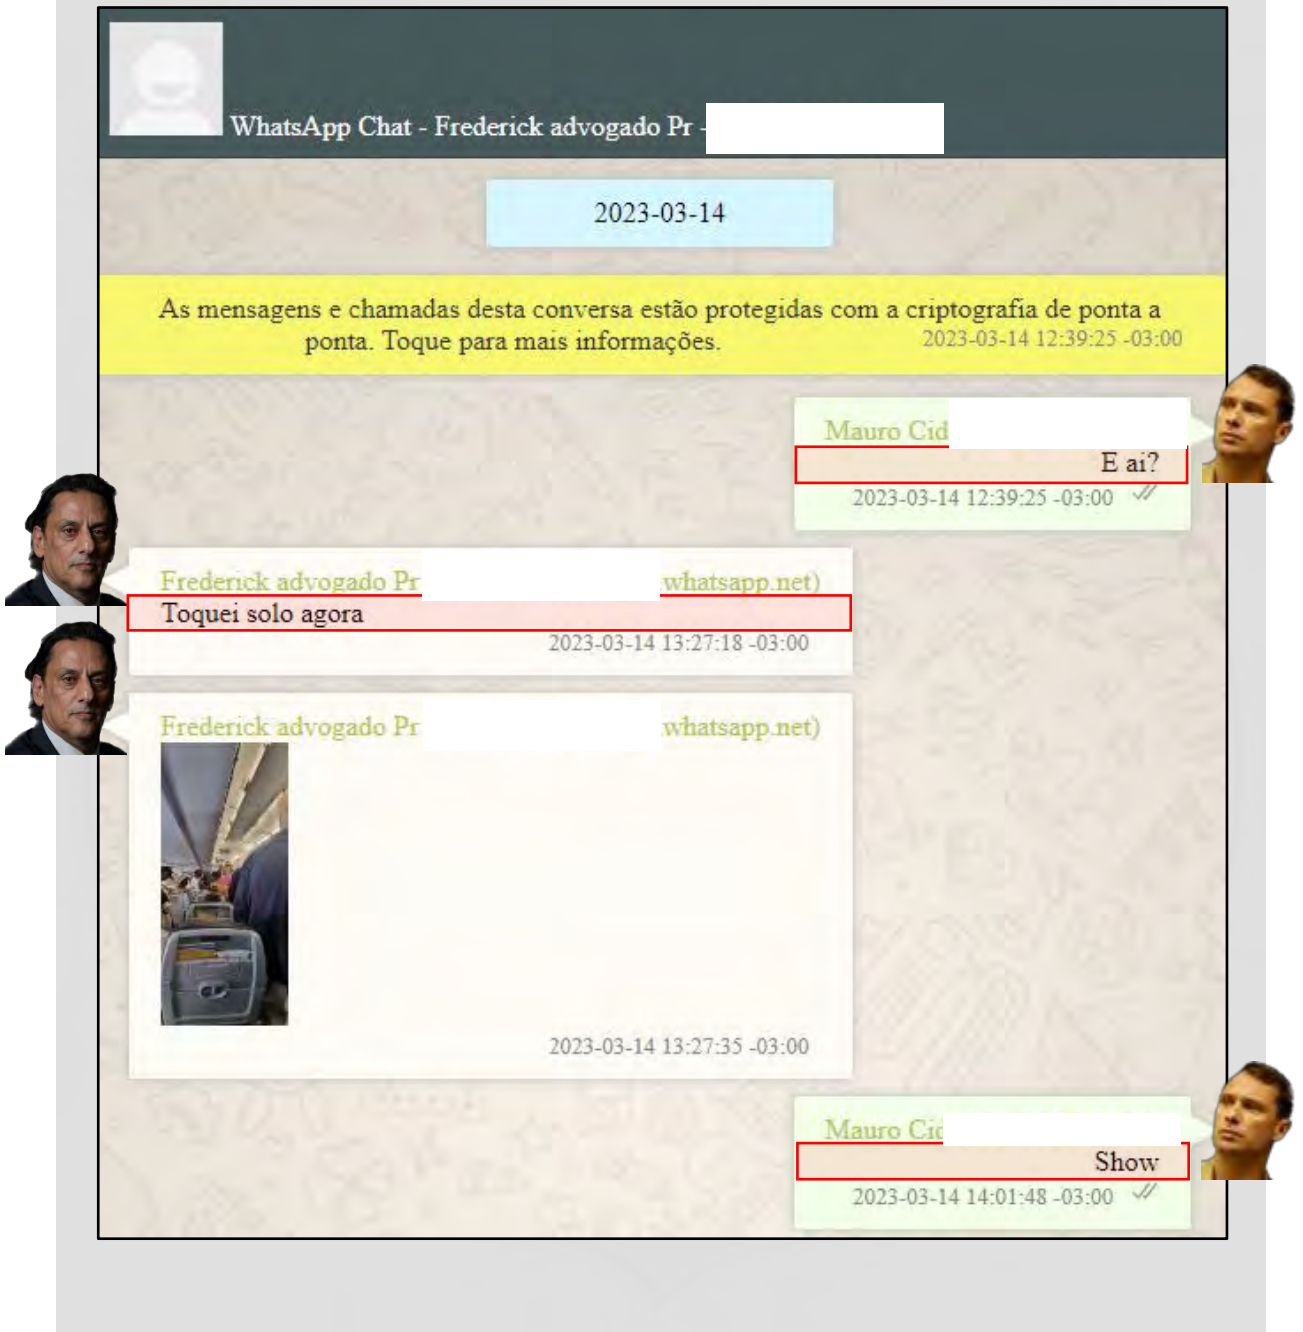 WhatsApp Chat - Frederick advogado Pr -
2023-03-14
As mensagens e chamadas desta conversa estão protegidas com a criptografia de ponta a
ponta. Toque para mais informações.
2023-03-14 12:39:25 -03:00
Mauro Cid
E ai?
2023-03-14 12:39:25 -03:00
Frederick advogado Pr whatsapp.net)
Toquei solo agora
2023-03-14 13:27:18 -03:00
Frederick advogado Pr whatsapp.net)
2023-03-14 13:27:35 -03:00
Mauro Cid
Show
2023-03-14 14:01:48 -03:00